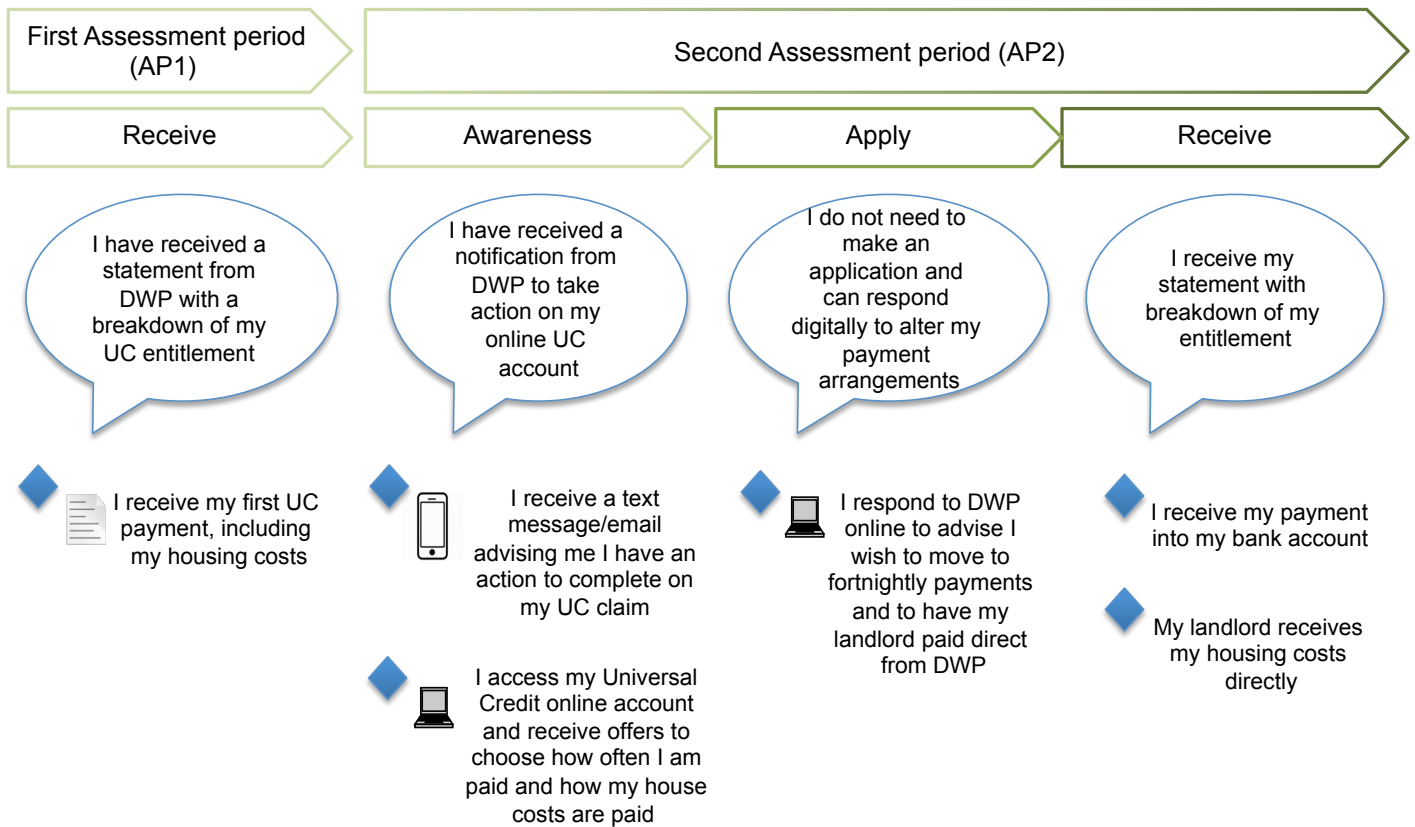 First Assessment period
(AP1)
Second Assessment period (AP2)
Receive
Awareness
Apply
Receive
I have received a
statement from
DWP with a
breakdown of my
UC entitlement
I have received a
notification from
DWP to take
action on my
online UC
account
I do not need to
make an
application and
can respond
digitally to alter my
payment
arrangements
I receive my
statement with
breakdown of my
entitlement
I receive my first UC
payment, including
my housing costs
I receive a text
message/email
advising me I have an
action to complete on
my UC claim
I access my Universal
Credit online account
and receive offers to
choose how often I am
paid and how my house
costs are paid
I respond to DWP
online to advise I
wish to move to
fortnightly payments
and to have my
landlord paid direct
from DWP
I receive my payment
into my bank account
My landlord receives
my housing costs
directly